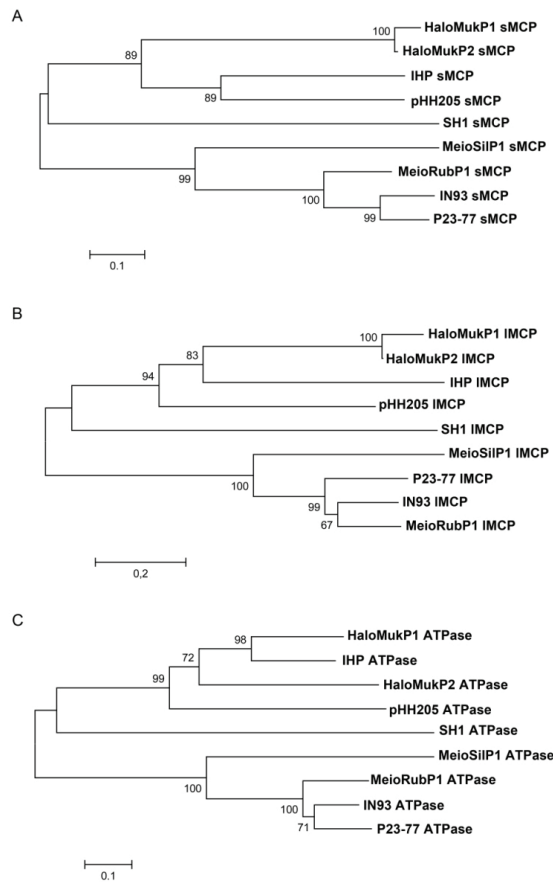 A
100
HaloMukP1 sMCP
89
HaloMukP2 sMCP
IHP sMCP
89
pHH205 sMCP
SH1 sMCP
MeioSilP1 sMCP
99
MeioRubP1 sMCP
100
IN93 sMCP
99
P23-77 sMCP
0.1
B
100
HaloMukP1 lMCP
83
HaloMukP2 lMCP
94
IHP lMCP
pHH205 lMCP
SH1 lMCP
MeioSilP1 lMCP
100
P23-77 lMCP
99
IN93 lMCP
67
MeioRubP1 lMCP
0,2
C
98
HaloMukP1 ATPase
72
IHP ATPase
99
HaloMukP2 ATPase
pHH205 ATPase
SH1 ATPase
MeioSilP1 ATPase
100
MeioRubP1 ATPase
100
IN93 ATPase
71
P23-77 ATPase
0.1